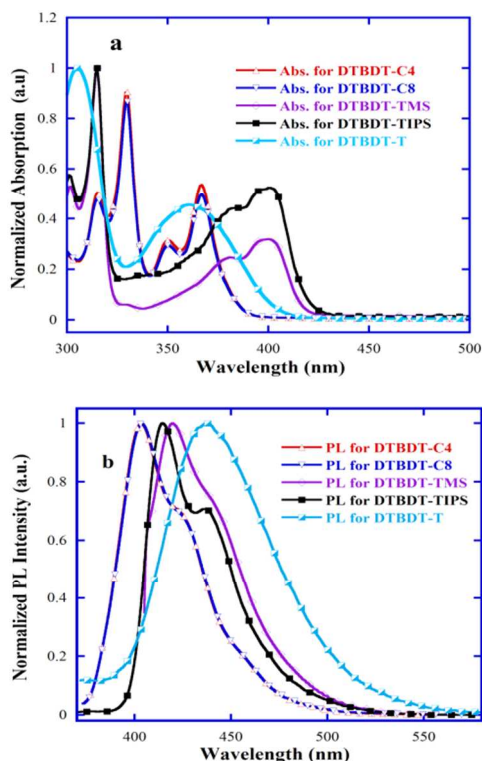 1.2
1
0.8
0.6
0.4
0.2
0
Normalized Absorption (a.u)
a
Abs. for DTBDT-C4
Abs. for DTBDT-C8
Abs. for DTBDT-TMS
Abs. for DTBDT-TIPS
Abs. for DTBDT-T
300 350 400 450 500
Wavelength (nm)
1
0.8
0.6
0.4
0.2
0
Normalized PL Intensity (a.u.)
b
PL for DTBDT-C4
PL for DTBDT-C8
PL for DTBDT-TMS
PL for DTBDT-TIPS
PL for DTBDT-T
400 450 500 550
Wavelength (nm)